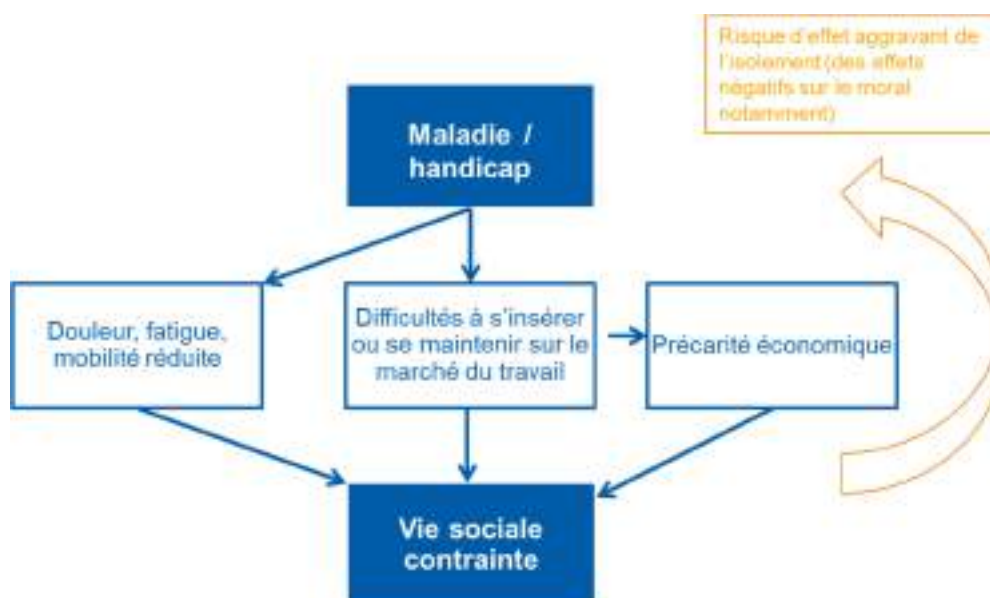 Risque d'effet aggravant de
l'isolement (des effets
négatifs sur le moral
notamment)
Maladie /
handicap
Douleur, fatigue,
mobilité réduite
Difficultés à s'insérer
ou se maintenir sur le
marché du travail
Précarité économique
Vie sociale
contrainte